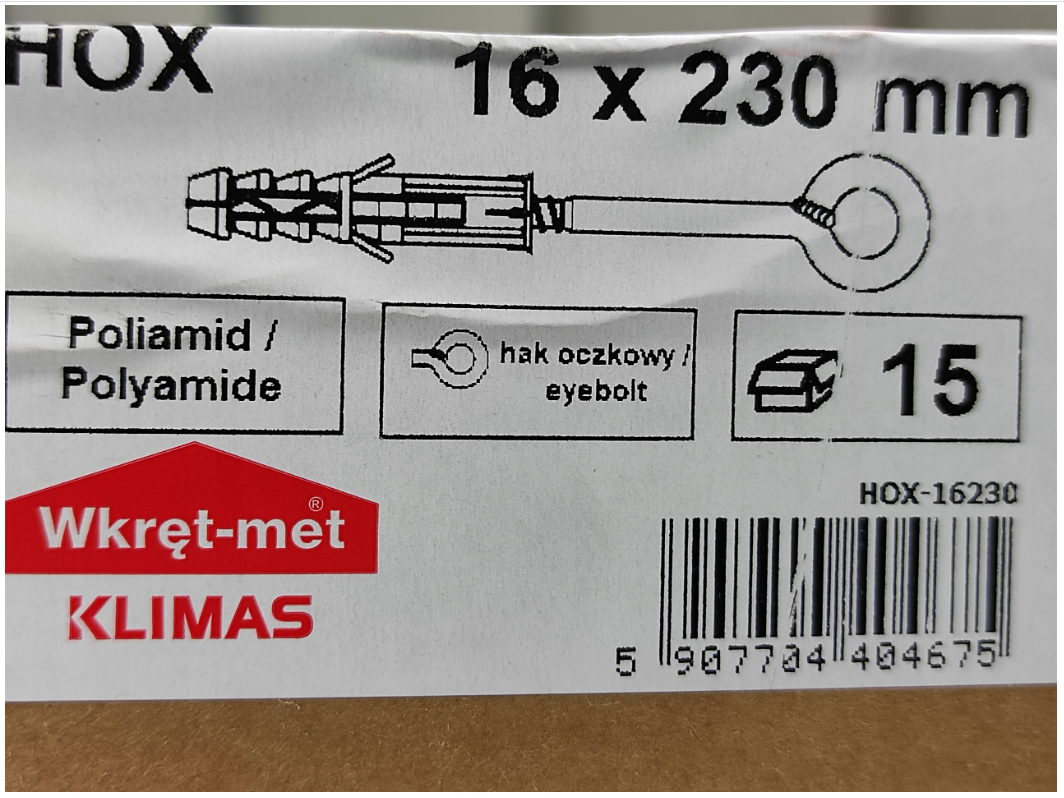 HOX 16 x 230 mm
Poliamid /
Polyamide
hak oczkowy /
eyebolt
15
HOX-16230
Wkręt-met®
KLIMAS
5 907704 404675